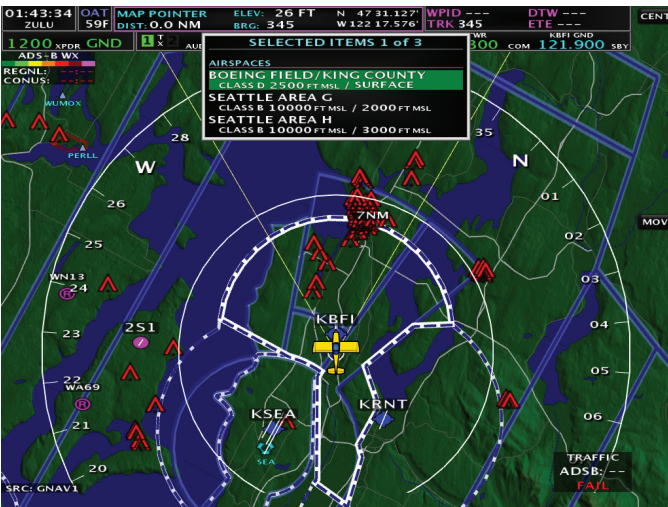 01:43:34
ZULU
OAT
59F
MAP POINTER ELEV: 26 FT N 47 31.127'
DIST: 0.0 NM BRG: 345 W 122 17.576'
WPID --- DTW ---
TRK 345 ETE ---
CENT
1200 XPDR GND
1 T 2
X
AUD
WR KBFI GND
300 COM 121.900 SBY
SELECTED ITEMS 1 of 3
AIRSPACES
BOEING FIELD/KING COUNTY
CLASS D 2500 FT MSL / SURFACE
SEATTLE AREA G
CLASS B 10000 FT MSL / 2000 FT MSL
SEATTLE AREA H
CLASS B 10000 FT MSL / 3000 FT MSL
ADS-B WX
REGNL: --:--
CONUS: --:--
WUMOX
PERLL
28
35
W
N
26
01
7NM
MOV
25
02
WN13
24
03
KBFI
2S1
23
04
22
WA69
05
KSEA
KRNT
21
06
SEA
20
TRAFFIC
ADSB: --
FAIL
SRC: GNAV1